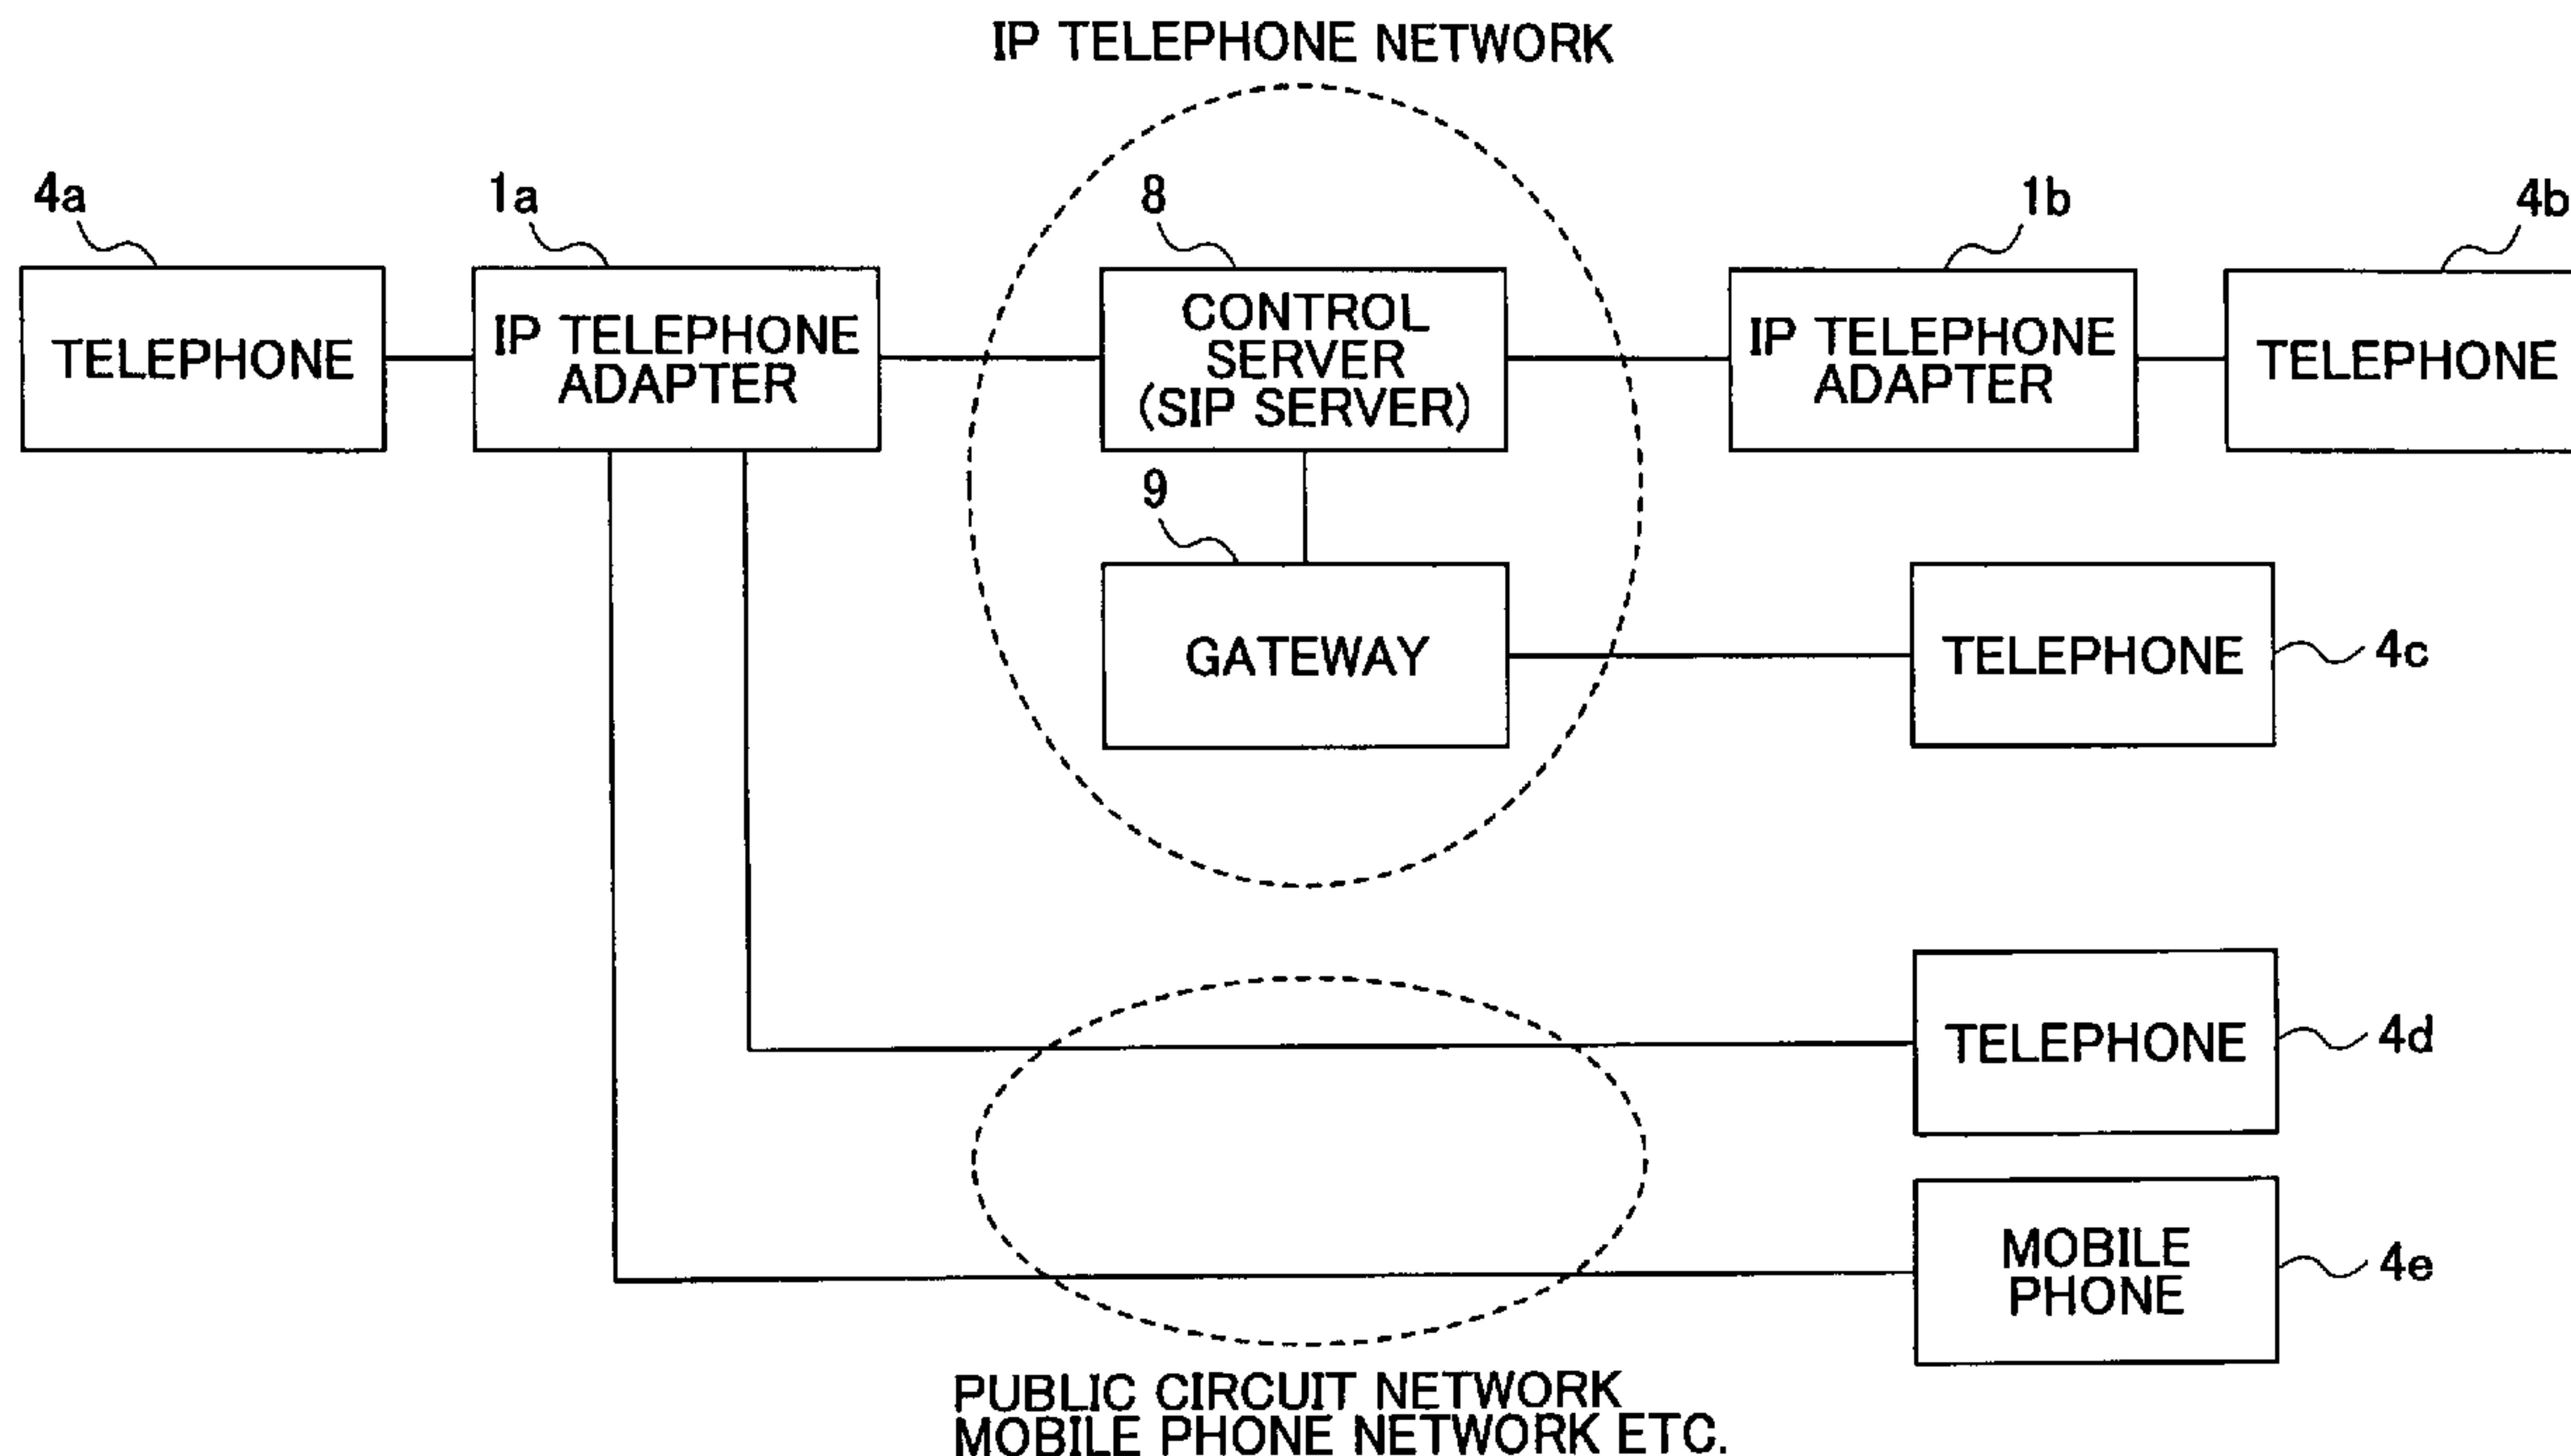 IP TELEPHONE NETWORK
4a
1a
8
1b
4b
TELEPHONE
IP TELEPHONE
ADAPTER
CONTROL
SERVER
(SIP SERVER)
IP TELEPHONE
ADAPTER
TELEPHONE
9
GATEWAY
TELEPHONE
4c
TELEPHONE
4d
MOBILE
PHONE
4e
PUBLIC CIRCUIT NETWORK
MOBILE PHONE NETWORK ETC.